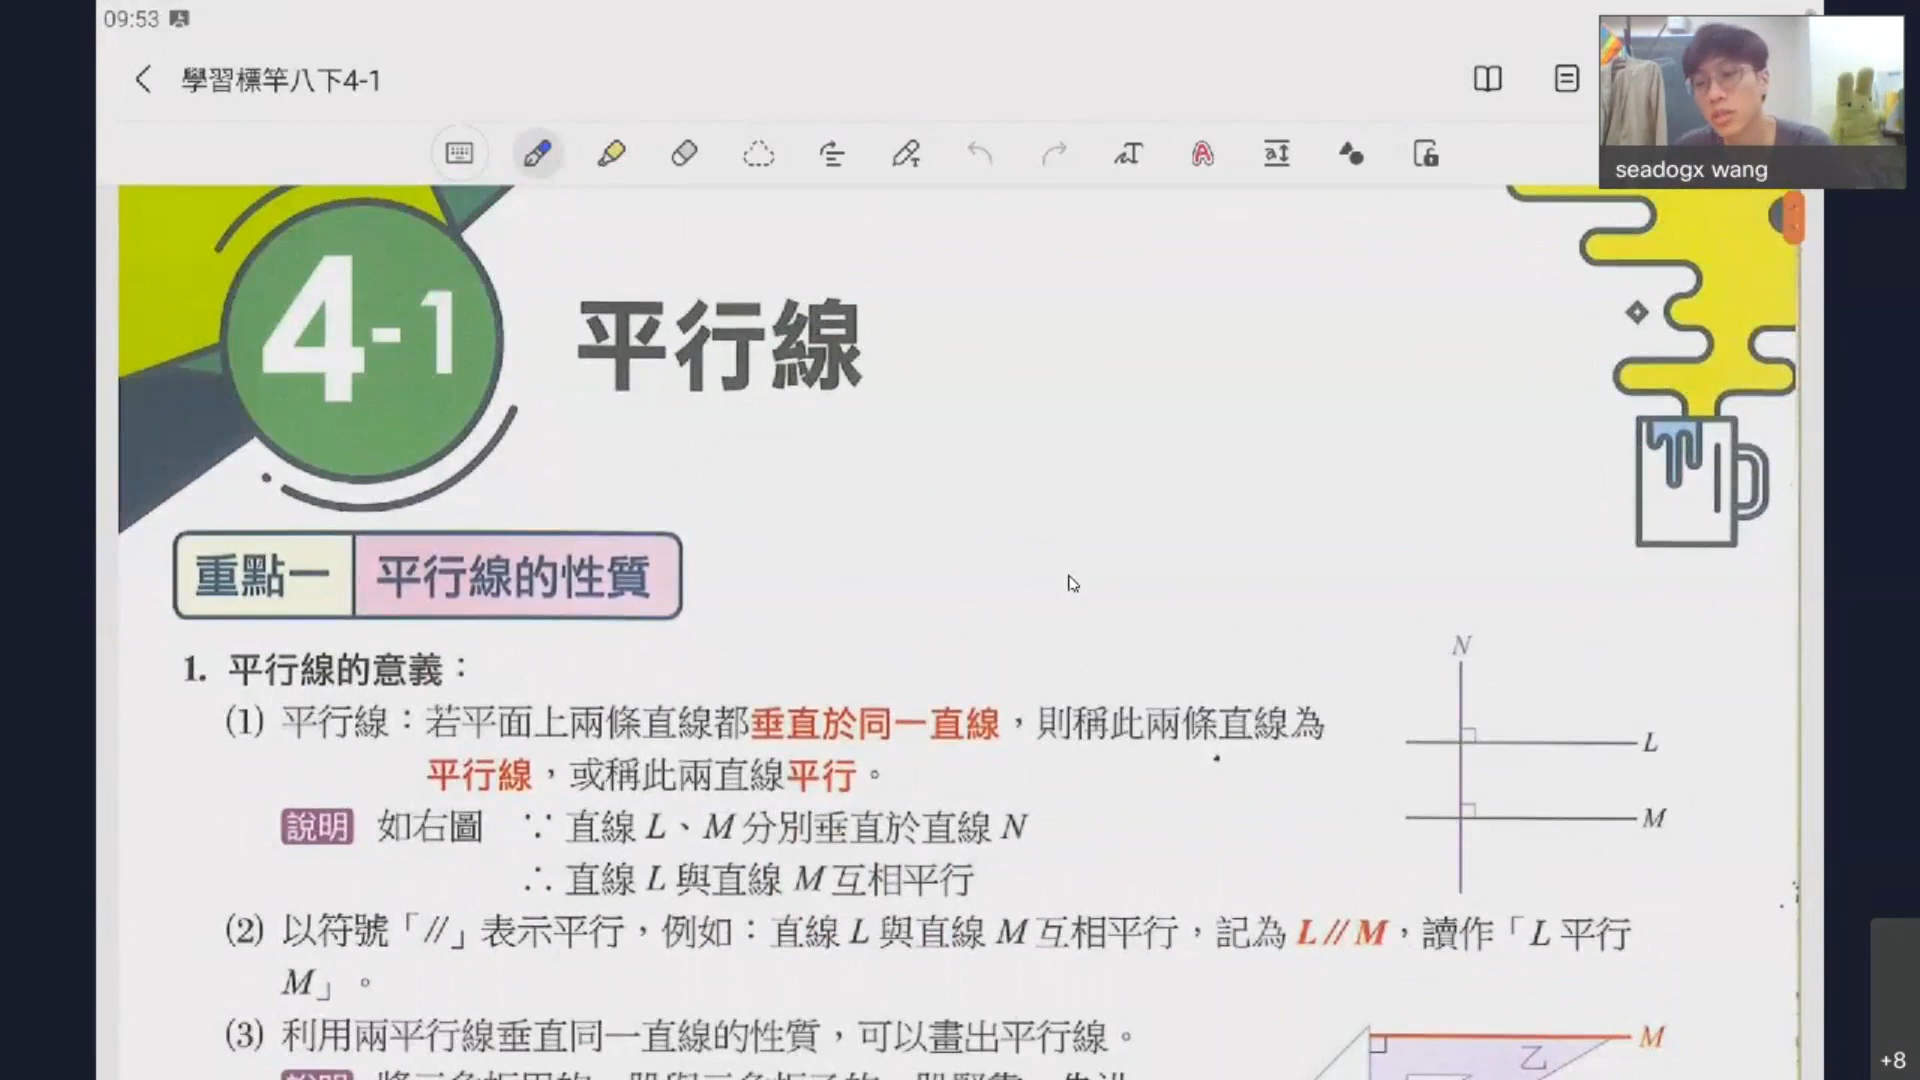 09:53
學習標竿八下4-1
seadogx wang
4-1
平行線
重點一 平行線的性質
1. 平行線的意義：
(1) 平行線：若平面上兩條直線都垂直於同一直線，則稱此兩條直線為
平行線，或稱此兩直線平行。
說明 如右圖 ∵ 直線 L、M 分別垂直於直線 N
∴ 直線 L 與直線 M 互相平行
N
L
M
(2) 以符號「//」表示平行，例如：直線 L 與直線 M 互相平行，記為 L // M，讀作「L 平行
M」。
(3) 利用兩平行線垂直同一直線的性質，可以畫出平行線。
M
乙
+8